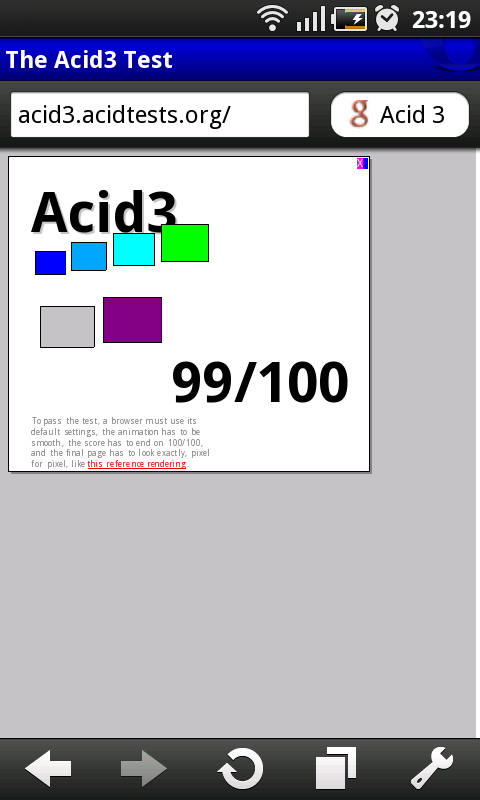 23:19
The Acid3 Test
acid3.acidtests.org/
g Acid 3
X
Acid3
99/100
To pass the test, a browser must use its
default settings, the animation has to be
smooth, the score has to end on 100/100,
and the final page has to look exactly, pixel
for pixel, like this reference rendering.